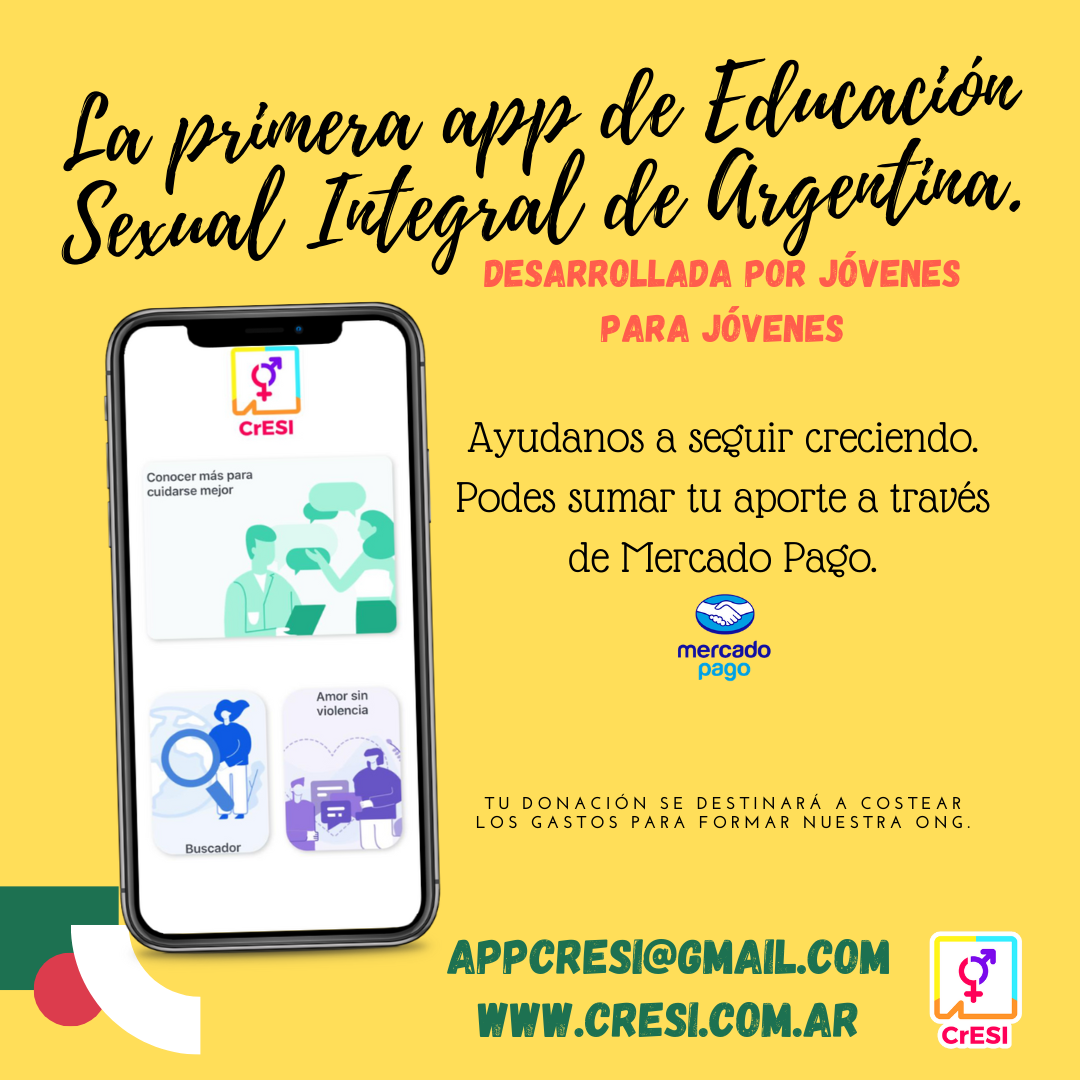 La primera app de Educación
Sexual Integral de Argentina.
DESARROLLADA POR JÓVENES
PARA JÓVENES
CrESI
Conocer más para
cuidarse mejor
Buscador
Amor sin
violencia
Ayudanos a seguir creciendo.
Podes sumar tu aporte a través
de Mercado Pago.
mercado
pago
TU DONACIÓN SE DESTINARÁ A COSTEAR
LOS GASTOS PARA FORMAR NUESTRA ONG.
APPCRESI@GMAIL.COM
WWW.CRESI.COM.AR
CrESI